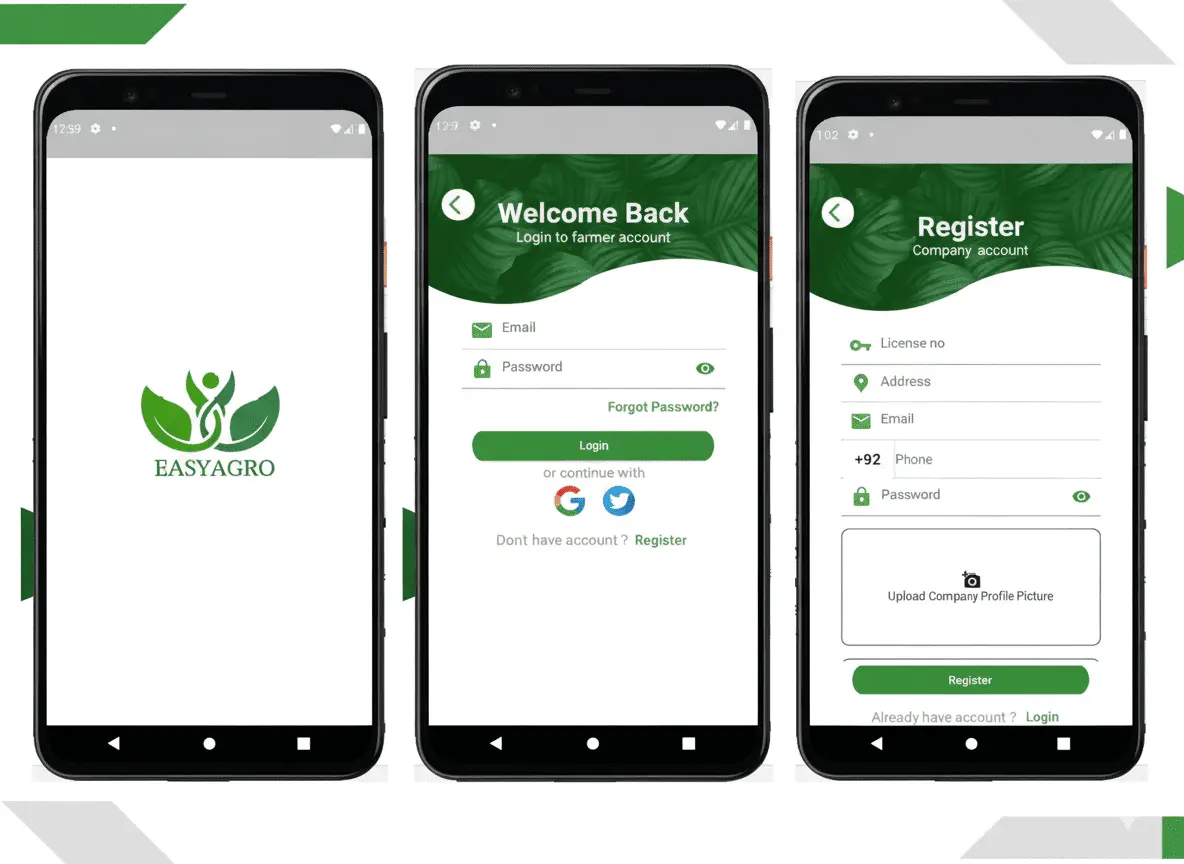 12:59
EASYAGRO
12:9
Welcome Back
Login to farmer account
Email
Password
Forgot Password?
Login
or continue with
Dont have account ? Register
102
Register
Company account
License no
Address
Email
+92 Phone
Password
Upload Company Profile Picture
Register
Already have account ? Login